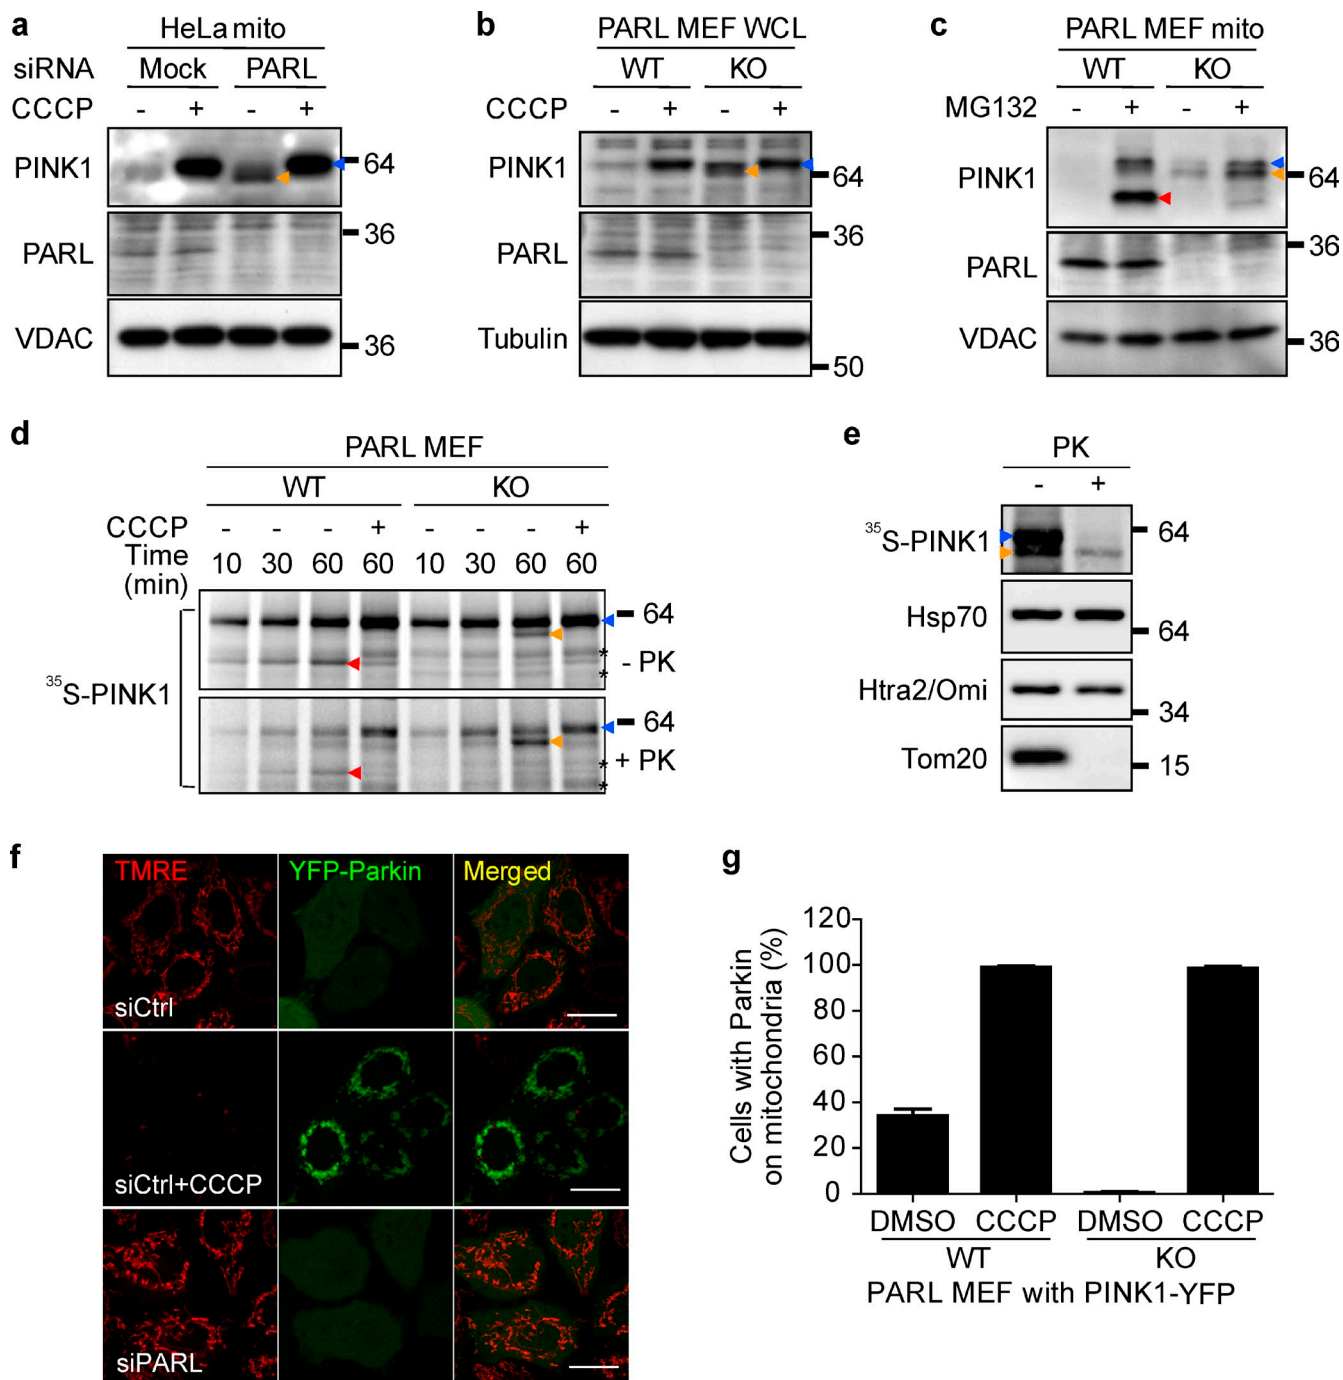 a
HeLa mito
siRNA Mock PARL
CCCP - + - +
PINK1
64
PARL
36
VDAC
36
b
PARL MEF WCL
WT KO
CCCP - + - +
PINK1
64
PARL
36
Tubulin
50
c
PARL MEF mito
WT KO
MG132 - + - +
PINK1
64
PARL
36
VDAC
36
d
PARL MEF
WT KO
CCCP - - - + - - - +
Time (min) 10 30 60 60 10 30 60 60
35S-PINK1
64
*
- PK
*
64
+ PK
*
*
e
PK
- +
35S-PINK1
64
Hsp70
64
Htra2/Omi
34
Tom20
15
f
TMRE YFP-Parkin Merged
siCtrl
siCtrl+CCCP
siPARL
g
Cells with Parkin
on mitochondria (%)
120
100
80
60
40
20
0
DMSO CCCP DMSO CCCP
WT KO
PARL MEF with PINK1-YFP